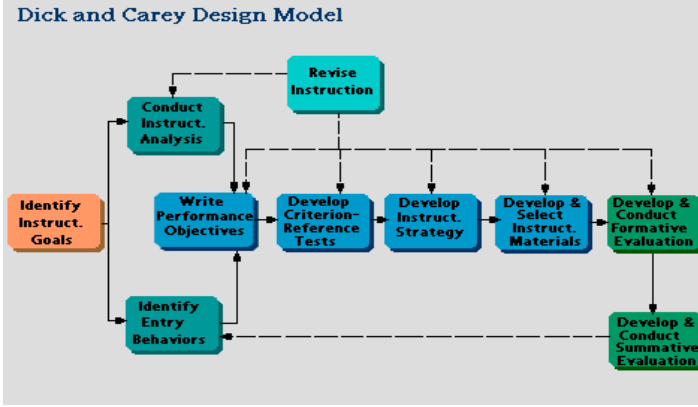 Dick and Carey Design Model
Revise
Instruction
Conduct
Instruct.
Analysis
Identify
Instruct.
Goals
Write
Performance
Objectives
Develop
Criterion-
Reference
Tests
Develop
Instruct.
Strategy
Develop &
Select Instruct.
Materials
Develop &
Conduct
Formative
Evaluation
Identify
Entry
Behaviors
Develop &
Conduct
Summative
Evaluation